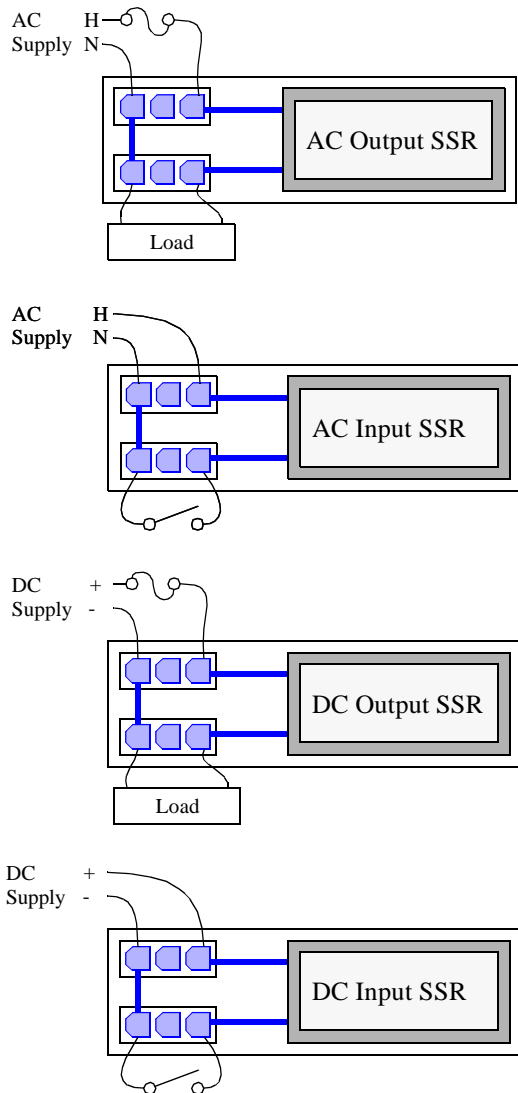 AC H
Supply N
AC Output SSR
Load
AC H
Supply N
AC Input SSR
DC +
Supply -
DC Output SSR
Load
DC +
Supply -
DC Input SSR